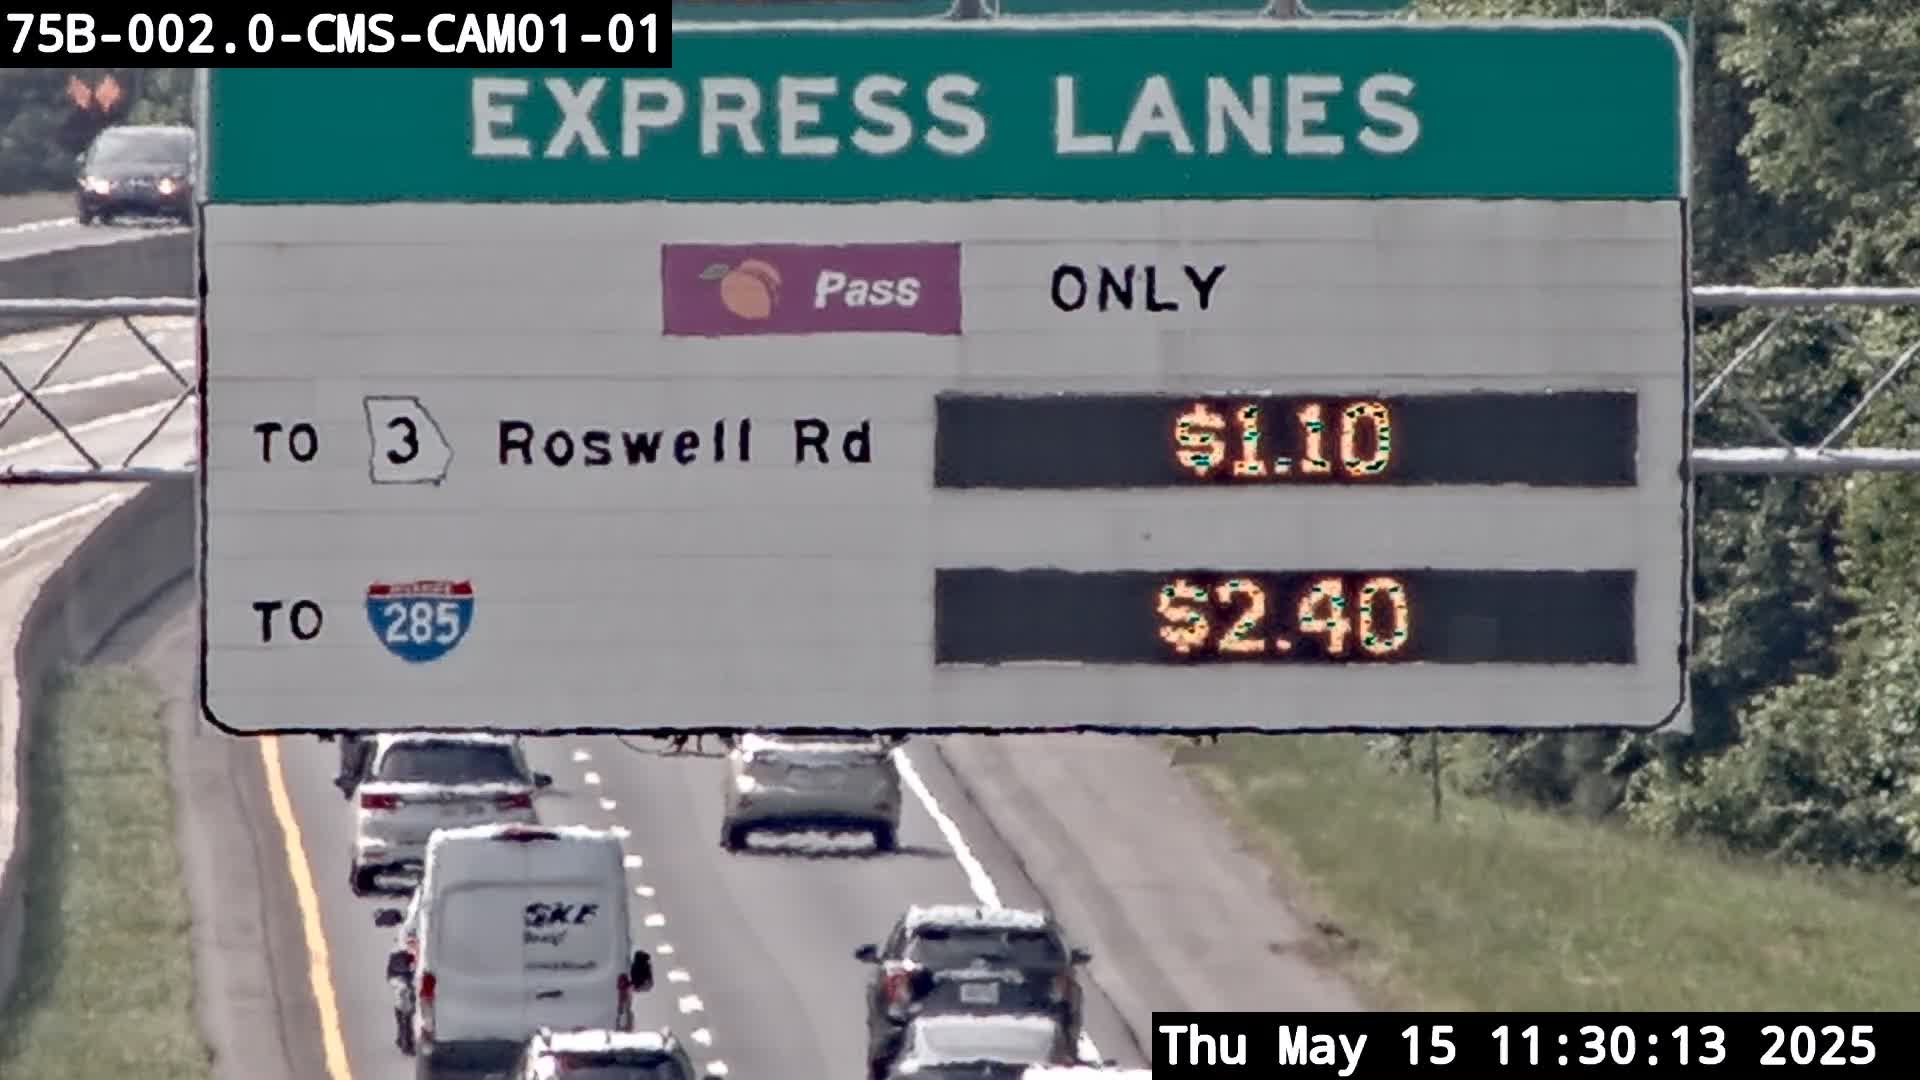 75B-002.0-CMS-CAM01-01
EXPRESS LANES
Pass ONLY
TO 3 Roswell Rd $1.10
TO 285 $2.40
SKF
Thu May 15 11:30:13 2025